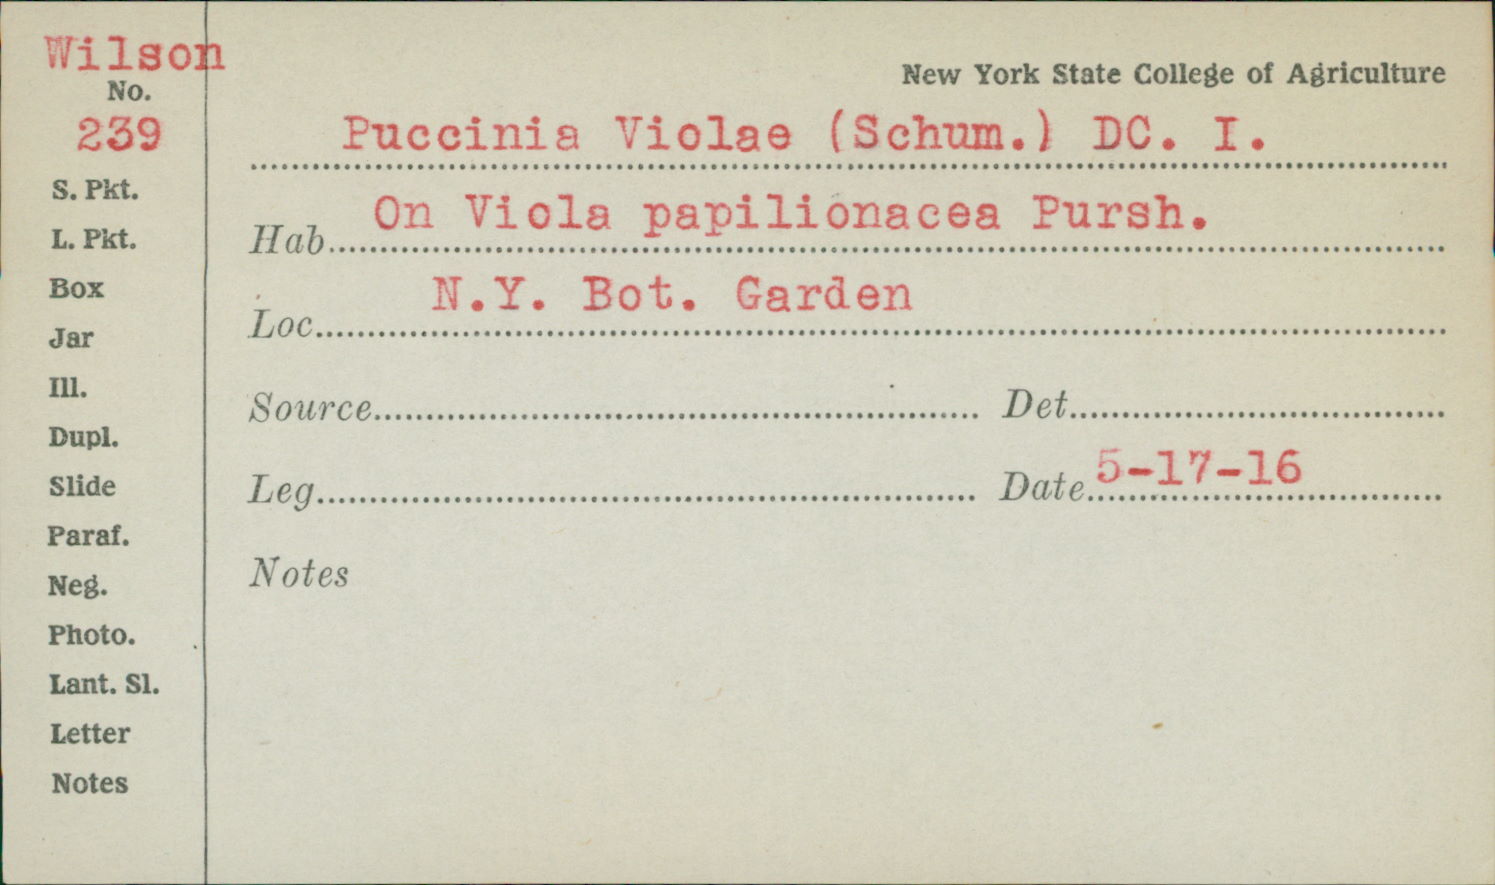 Wilson
No.
239
S. Pkt.
L. Pkt.
Box
Jar
Ill.
Dupl.
Slide
Paraf.
Neg.
Photo.
Lant. Sl.
Letter
Notes
New York State College of Agriculture
Puccinia Violae (Schum.) DC. I.
Hab. On Viola papilionacea Pursh.
Loc. N.Y. Bot. Garden
Source Det.
Leg. Date 5-17-16
Notes